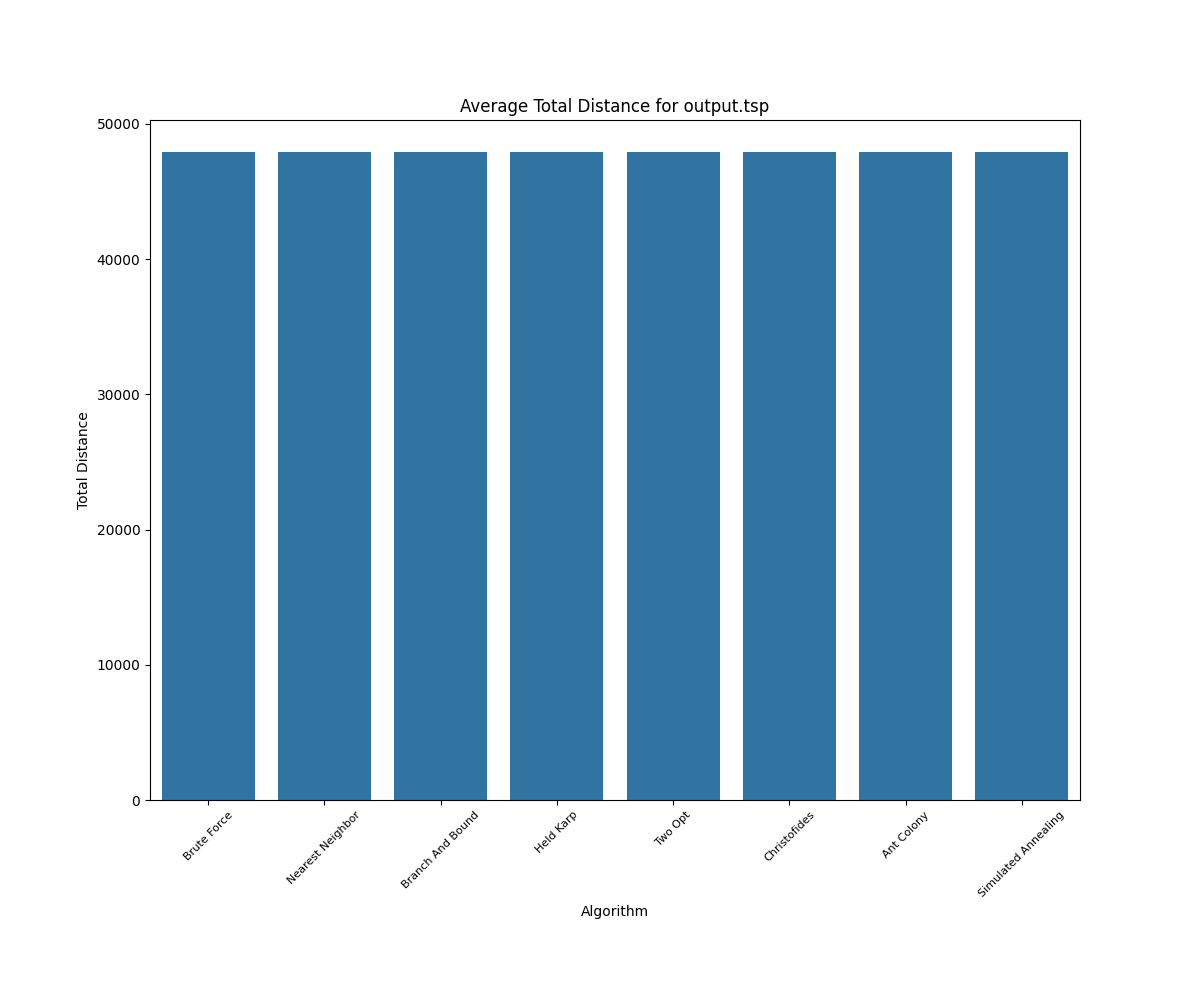 Average Total Distance for output.tsp
50000
40000
30000
20000
10000
0
Total Distance
Brute Force
Nearest Neighbor
Branch And Bound
Held Karp
Two Opt
Christofides
Ant Colony
Simulated Annealing
Algorithm